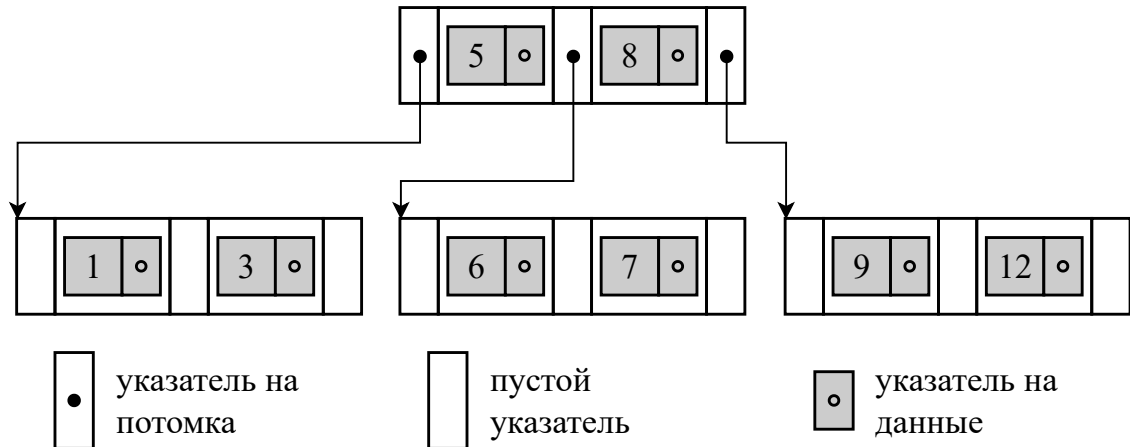 5 8
1 3 6 7 9 12
указатель на
потомка
пустой
указатель
указатель на
данные